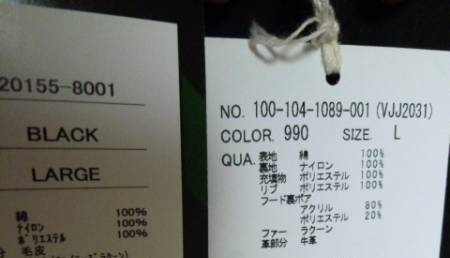 20155-8001
BLACK
LARGE
綿 100%
ナイロン 100%
ポリエステル 100%
分 毛皮
NO. 100-104-1089-001 (VJJ2031)
COLOR. 990 SIZE. L
QUA. 表地 綿 100%
裏地 ナイロン 100%
充填物 ポリエステル 100%
リブ ポリエステル 100%
フード裏ボア
アクリル 80%
ポリエステル 20%
ファー ラクーン
革部分 牛革